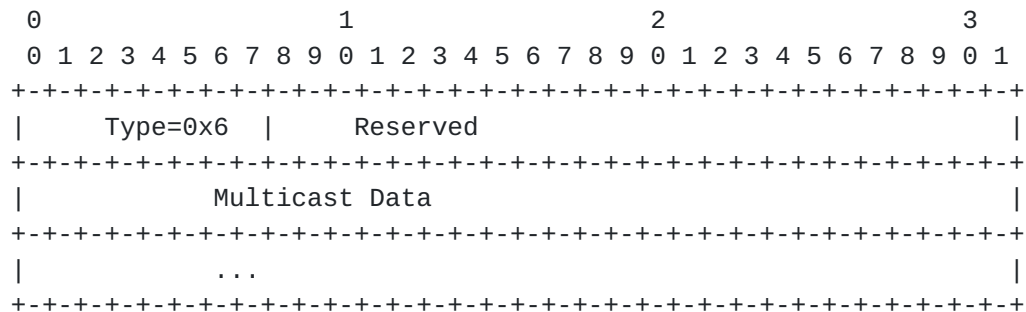 0                   1                   2                   3
 0 1 2 3 4 5 6 7 8 9 0 1 2 3 4 5 6 7 8 9 0 1 2 3 4 5 6 7 8 9 0 1
+-+-+-+-+-+-+-+-+-+-+-+-+-+-+-+-+-+-+-+-+-+-+-+-+-+-+-+-+-+-+-+-+
|     Type=0x6  |     Reserved                                  |
+-+-+-+-+-+-+-+-+-+-+-+-+-+-+-+-+-+-+-+-+-+-+-+-+-+-+-+-+-+-+-+-+
|            Multicast Data                                     |
+-+-+-+-+-+-+-+-+-+-+-+-+-+-+-+-+-+-+-+-+-+-+-+-+-+-+-+-+-+-+-+-+
|            ...                                                |
+-+-+-+-+-+-+-+-+-+-+-+-+-+-+-+-+-+-+-+-+-+-+-+-+-+-+-+-+-+-+-+-+